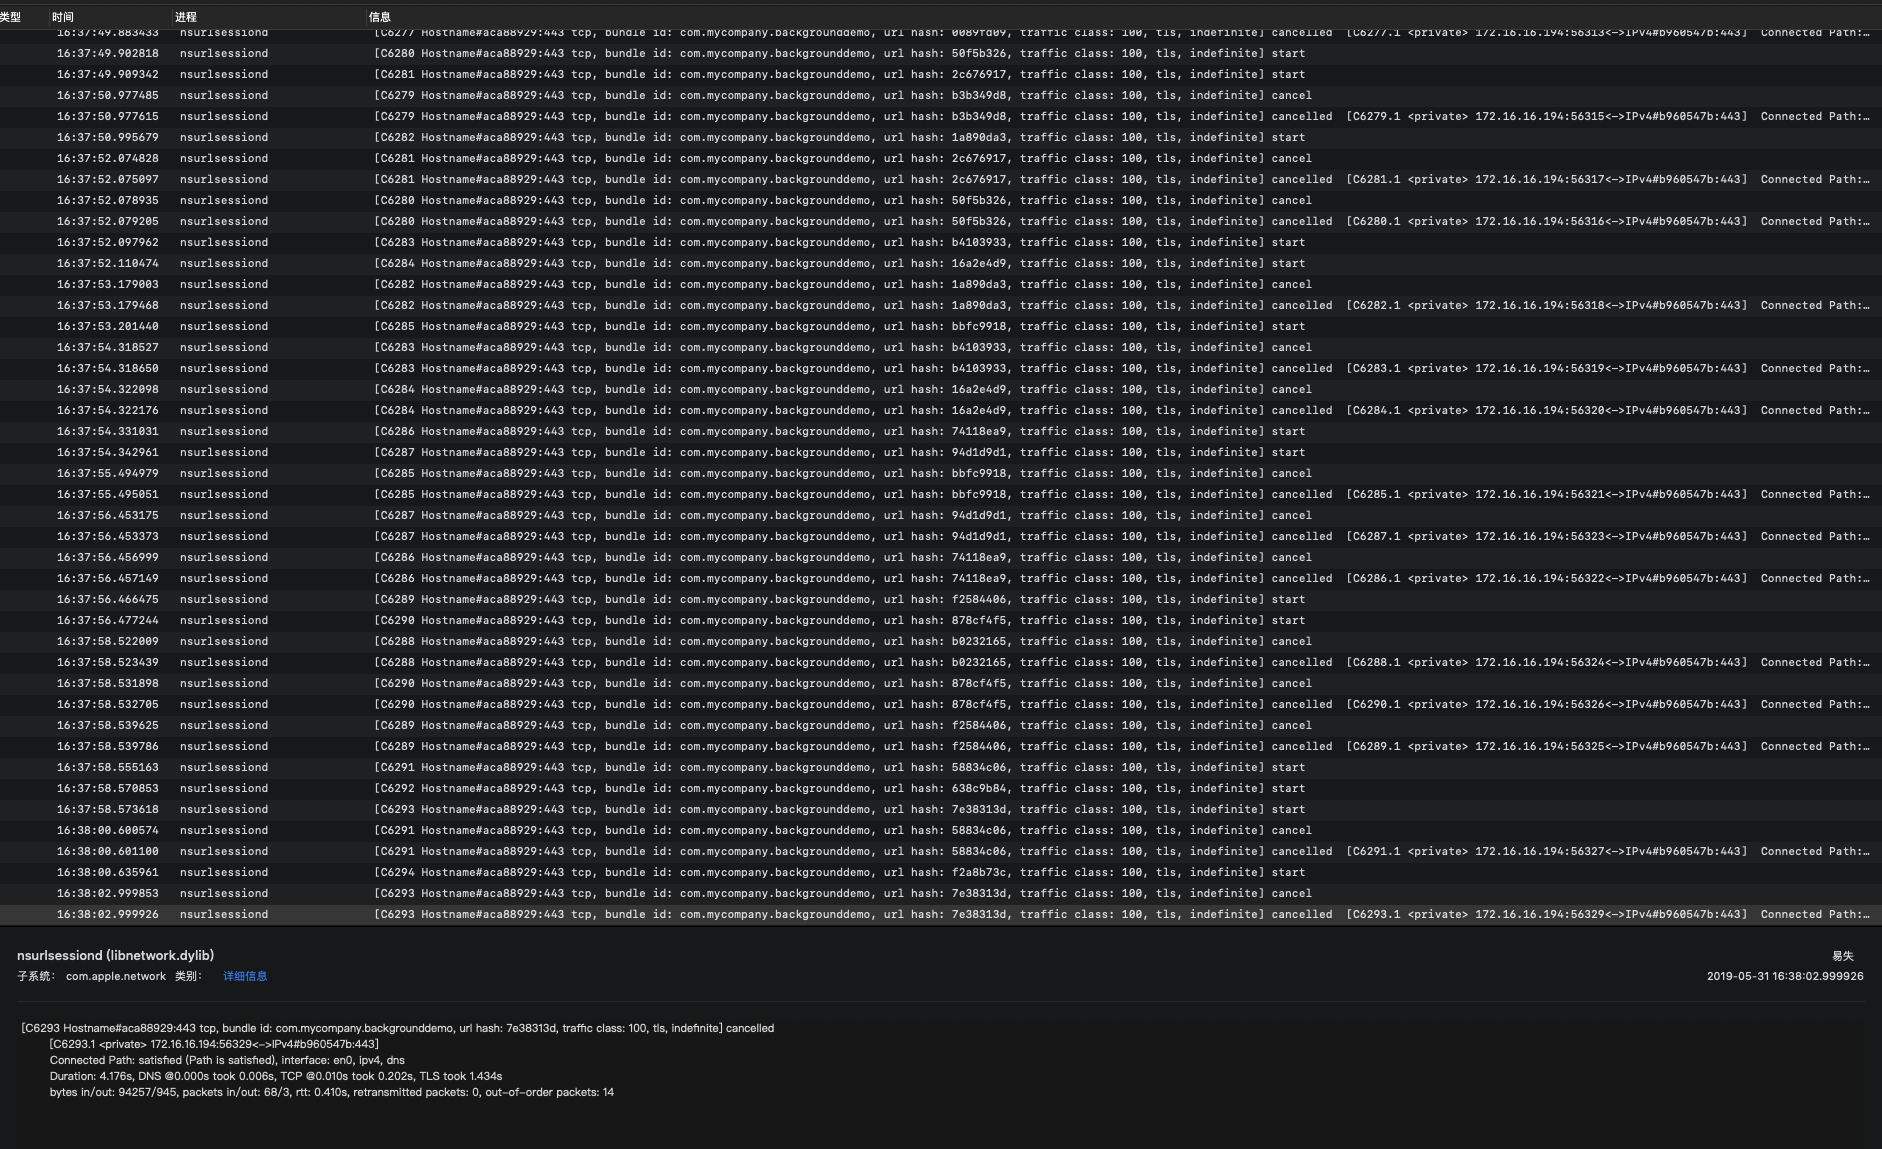 类型 时间 进程 信息
16:37:49.883433 nsurlsessiond [C6277 Hostname#aca88929:443 tcp, bundle id: com.mycompany.backgrounddemo, url hash: 0089fd09, traffic class: 100, tls, indefinite] cancelled [C6277.1 <private> 172.16.16.194:56313<->IPv4#b960547b:443] Connected Path:…
16:37:49.902818 nsurlsessiond [C6280 Hostname#aca88929:443 tcp, bundle id: com.mycompany.backgrounddemo, url hash: 50f5b326, traffic class: 100, tls, indefinite] start
16:37:49.909342 nsurlsessiond [C6281 Hostname#aca88929:443 tcp, bundle id: com.mycompany.backgrounddemo, url hash: 2c676917, traffic class: 100, tls, indefinite] start
16:37:50.977485 nsurlsessiond [C6279 Hostname#aca88929:443 tcp, bundle id: com.mycompany.backgrounddemo, url hash: b3b349d8, traffic class: 100, tls, indefinite] cancel
16:37:50.977615 nsurlsessiond [C6279 Hostname#aca88929:443 tcp, bundle id: com.mycompany.backgrounddemo, url hash: b3b349d8, traffic class: 100, tls, indefinite] cancelled [C6279.1 <private> 172.16.16.194:56315<->IPv4#b960547b:443] Connected Path:…
16:37:50.995679 nsurlsessiond [C6282 Hostname#aca88929:443 tcp, bundle id: com.mycompany.backgrounddemo, url hash: 1a890da3, traffic class: 100, tls, indefinite] start
16:37:52.074828 nsurlsessiond [C6281 Hostname#aca88929:443 tcp, bundle id: com.mycompany.backgrounddemo, url hash: 2c676917, traffic class: 100, tls, indefinite] cancel
16:37:52.075097 nsurlsessiond [C6281 Hostname#aca88929:443 tcp, bundle id: com.mycompany.backgrounddemo, url hash: 2c676917, traffic class: 100, tls, indefinite] cancelled [C6281.1 <private> 172.16.16.194:56317<->IPv4#b960547b:443] Connected Path:…
16:37:52.078935 nsurlsessiond [C6280 Hostname#aca88929:443 tcp, bundle id: com.mycompany.backgrounddemo, url hash: 50f5b326, traffic class: 100, tls, indefinite] cancel
16:37:52.079205 nsurlsessiond [C6280 Hostname#aca88929:443 tcp, bundle id: com.mycompany.backgrounddemo, url hash: 50f5b326, traffic class: 100, tls, indefinite] cancelled [C6280.1 <private> 172.16.16.194:56316<->IPv4#b960547b:443] Connected Path:…
16:37:52.097962 nsurlsessiond [C6283 Hostname#aca88929:443 tcp, bundle id: com.mycompany.backgrounddemo, url hash: b4103933, traffic class: 100, tls, indefinite] start
16:37:52.110474 nsurlsessiond [C6284 Hostname#aca88929:443 tcp, bundle id: com.mycompany.backgrounddemo, url hash: 16a2e4d9, traffic class: 100, tls, indefinite] start
16:37:53.179003 nsurlsessiond [C6282 Hostname#aca88929:443 tcp, bundle id: com.mycompany.backgrounddemo, url hash: 1a890da3, traffic class: 100, tls, indefinite] cancel
16:37:53.179468 nsurlsessiond [C6282 Hostname#aca88929:443 tcp, bundle id: com.mycompany.backgrounddemo, url hash: 1a890da3, traffic class: 100, tls, indefinite] cancelled [C6282.1 <private> 172.16.16.194:56318<->IPv4#b960547b:443] Connected Path:…
16:37:53.201440 nsurlsessiond [C6285 Hostname#aca88929:443 tcp, bundle id: com.mycompany.backgrounddemo, url hash: bbfc9918, traffic class: 100, tls, indefinite] start
16:37:54.318527 nsurlsessiond [C6283 Hostname#aca88929:443 tcp, bundle id: com.mycompany.backgrounddemo, url hash: b4103933, traffic class: 100, tls, indefinite] cancel
16:37:54.318650 nsurlsessiond [C6283 Hostname#aca88929:443 tcp, bundle id: com.mycompany.backgrounddemo, url hash: b4103933, traffic class: 100, tls, indefinite] cancelled [C6283.1 <private> 172.16.16.194:56319<->IPv4#b960547b:443] Connected Path:…
16:37:54.322098 nsurlsessiond [C6284 Hostname#aca88929:443 tcp, bundle id: com.mycompany.backgrounddemo, url hash: 16a2e4d9, traffic class: 100, tls, indefinite] cancel
16:37:54.322176 nsurlsessiond [C6284 Hostname#aca88929:443 tcp, bundle id: com.mycompany.backgrounddemo, url hash: 16a2e4d9, traffic class: 100, tls, indefinite] cancelled [C6284.1 <private> 172.16.16.194:56320<->IPv4#b960547b:443] Connected Path:…
16:37:54.331031 nsurlsessiond [C6286 Hostname#aca88929:443 tcp, bundle id: com.mycompany.backgrounddemo, url hash: 74118ea9, traffic class: 100, tls, indefinite] start
16:37:54.342961 nsurlsessiond [C6287 Hostname#aca88929:443 tcp, bundle id: com.mycompany.backgrounddemo, url hash: 94d1d9d1, traffic class: 100, tls, indefinite] start
16:37:55.494979 nsurlsessiond [C6285 Hostname#aca88929:443 tcp, bundle id: com.mycompany.backgrounddemo, url hash: bbfc9918, traffic class: 100, tls, indefinite] cancel
16:37:55.495051 nsurlsessiond [C6285 Hostname#aca88929:443 tcp, bundle id: com.mycompany.backgrounddemo, url hash: bbfc9918, traffic class: 100, tls, indefinite] cancelled [C6285.1 <private> 172.16.16.194:56321<->IPv4#b960547b:443] Connected Path:…
16:37:56.453175 nsurlsessiond [C6287 Hostname#aca88929:443 tcp, bundle id: com.mycompany.backgrounddemo, url hash: 94d1d9d1, traffic class: 100, tls, indefinite] cancel
16:37:56.453373 nsurlsessiond [C6287 Hostname#aca88929:443 tcp, bundle id: com.mycompany.backgrounddemo, url hash: 94d1d9d1, traffic class: 100, tls, indefinite] cancelled [C6287.1 <private> 172.16.16.194:56323<->IPv4#b960547b:443] Connected Path:…
16:37:56.456999 nsurlsessiond [C6286 Hostname#aca88929:443 tcp, bundle id: com.mycompany.backgrounddemo, url hash: 74118ea9, traffic class: 100, tls, indefinite] cancel
16:37:56.457149 nsurlsessiond [C6286 Hostname#aca88929:443 tcp, bundle id: com.mycompany.backgrounddemo, url hash: 74118ea9, traffic class: 100, tls, indefinite] cancelled [C6286.1 <private> 172.16.16.194:56322<->IPv4#b960547b:443] Connected Path:…
16:37:56.466475 nsurlsessiond [C6289 Hostname#aca88929:443 tcp, bundle id: com.mycompany.backgrounddemo, url hash: f2584406, traffic class: 100, tls, indefinite] start
16:37:56.477244 nsurlsessiond [C6290 Hostname#aca88929:443 tcp, bundle id: com.mycompany.backgrounddemo, url hash: 878cf4f5, traffic class: 100, tls, indefinite] start
16:37:58.522009 nsurlsessiond [C6288 Hostname#aca88929:443 tcp, bundle id: com.mycompany.backgrounddemo, url hash: b0232165, traffic class: 100, tls, indefinite] cancel
16:37:58.523439 nsurlsessiond [C6288 Hostname#aca88929:443 tcp, bundle id: com.mycompany.backgrounddemo, url hash: b0232165, traffic class: 100, tls, indefinite] cancelled [C6288.1 <private> 172.16.16.194:56324<->IPv4#b960547b:443] Connected Path:…
16:37:58.531898 nsurlsessiond [C6290 Hostname#aca88929:443 tcp, bundle id: com.mycompany.backgrounddemo, url hash: 878cf4f5, traffic class: 100, tls, indefinite] cancel
16:37:58.532705 nsurlsessiond [C6290 Hostname#aca88929:443 tcp, bundle id: com.mycompany.backgrounddemo, url hash: 878cf4f5, traffic class: 100, tls, indefinite] cancelled [C6290.1 <private> 172.16.16.194:56326<->IPv4#b960547b:443] Connected Path:…
16:37:58.539625 nsurlsessiond [C6289 Hostname#aca88929:443 tcp, bundle id: com.mycompany.backgrounddemo, url hash: f2584406, traffic class: 100, tls, indefinite] cancel
16:37:58.539786 nsurlsessiond [C6289 Hostname#aca88929:443 tcp, bundle id: com.mycompany.backgrounddemo, url hash: f2584406, traffic class: 100, tls, indefinite] cancelled [C6289.1 <private> 172.16.16.194:56325<->IPv4#b960547b:443] Connected Path:…
16:37:58.555163 nsurlsessiond [C6291 Hostname#aca88929:443 tcp, bundle id: com.mycompany.backgrounddemo, url hash: 58834c06, traffic class: 100, tls, indefinite] start
16:37:58.570853 nsurlsessiond [C6292 Hostname#aca88929:443 tcp, bundle id: com.mycompany.backgrounddemo, url hash: 638c9b84, traffic class: 100, tls, indefinite] start
16:37:58.573618 nsurlsessiond [C6293 Hostname#aca88929:443 tcp, bundle id: com.mycompany.backgrounddemo, url hash: 7e38313d, traffic class: 100, tls, indefinite] start
16:38:00.600574 nsurlsessiond [C6291 Hostname#aca88929:443 tcp, bundle id: com.mycompany.backgrounddemo, url hash: 58834c06, traffic class: 100, tls, indefinite] cancel
16:38:00.601100 nsurlsessiond [C6291 Hostname#aca88929:443 tcp, bundle id: com.mycompany.backgrounddemo, url hash: 58834c06, traffic class: 100, tls, indefinite] cancelled [C6291.1 <private> 172.16.16.194:56327<->IPv4#b960547b:443] Connected Path:…
16:38:00.635961 nsurlsessiond [C6294 Hostname#aca88929:443 tcp, bundle id: com.mycompany.backgrounddemo, url hash: f2a8b73c, traffic class: 100, tls, indefinite] start
16:38:02.999853 nsurlsessiond [C6293 Hostname#aca88929:443 tcp, bundle id: com.mycompany.backgrounddemo, url hash: 7e38313d, traffic class: 100, tls, indefinite] cancel
16:38:02.999926 nsurlsessiond [C6293 Hostname#aca88929:443 tcp, bundle id: com.mycompany.backgrounddemo, url hash: 7e38313d, traffic class: 100, tls, indefinite] cancelled [C6293.1 <private> 172.16.16.194:56329<->IPv4#b960547b:443] Connected Path:…
nsurlsessiond (libnetwork.dylib) 易失
子系统： com.apple.network 类别： 详细信息 2019-05-31 16:38:02.999926
[C6293 Hostname#aca88929:443 tcp, bundle id: com.mycompany.backgrounddemo, url hash: 7e38313d, traffic class: 100, tls, indefinite] cancelled
[C6293.1 <private> 172.16.16.194:56329<->IPv4#b960547b:443]
Connected Path: satisfied (Path is satisfied), interface: en0, ipv4, dns
Duration: 4.176s, DNS @0.000s took 0.006s, TCP @0.010s took 0.202s, TLS took 1.434s
bytes in/out: 94257/945, packets in/out: 68/3, rtt: 0.410s, retransmitted packets: 0, out-of-order packets: 14